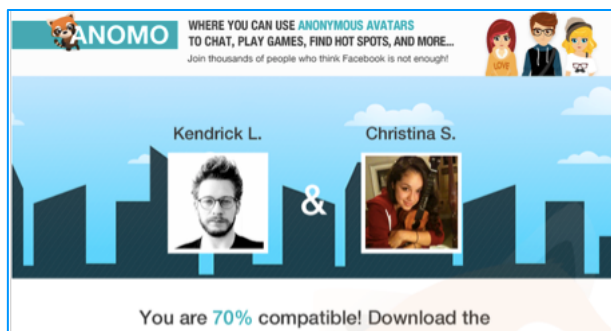 ANOMO
WHERE YOU CAN USE ANONYMOUS AVATARS
TO CHAT, PLAY GAMES, FIND HOT SPOTS, AND MORE...
Join thousands of people who think Facebook is not enough!
LOVE
Kendrick L.
Christina S.
&
You are 70% compatible! Download the